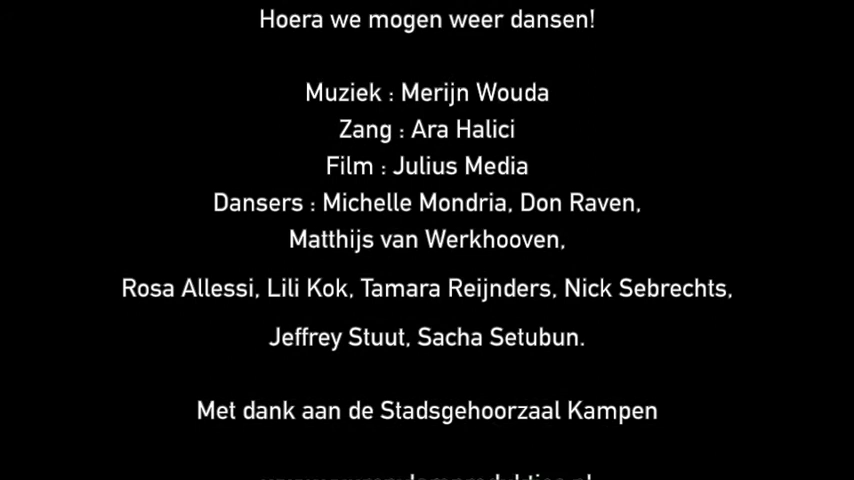 Hoera we mogen weer dansen!
Muziek : Merijn Wouda
Zang : Ara Halici
Film : Julius Media
Dansers : Michelle Mondria, Don Raven,
Matthijs van Werkhooven,
Rosa Allessi, Lili Kok, Tamara Reijnders, Nick Sebrechts,
Jeffrey Stuut, Sacha Setubun.
Met dank aan de Stadsgehoorzaal Kampen